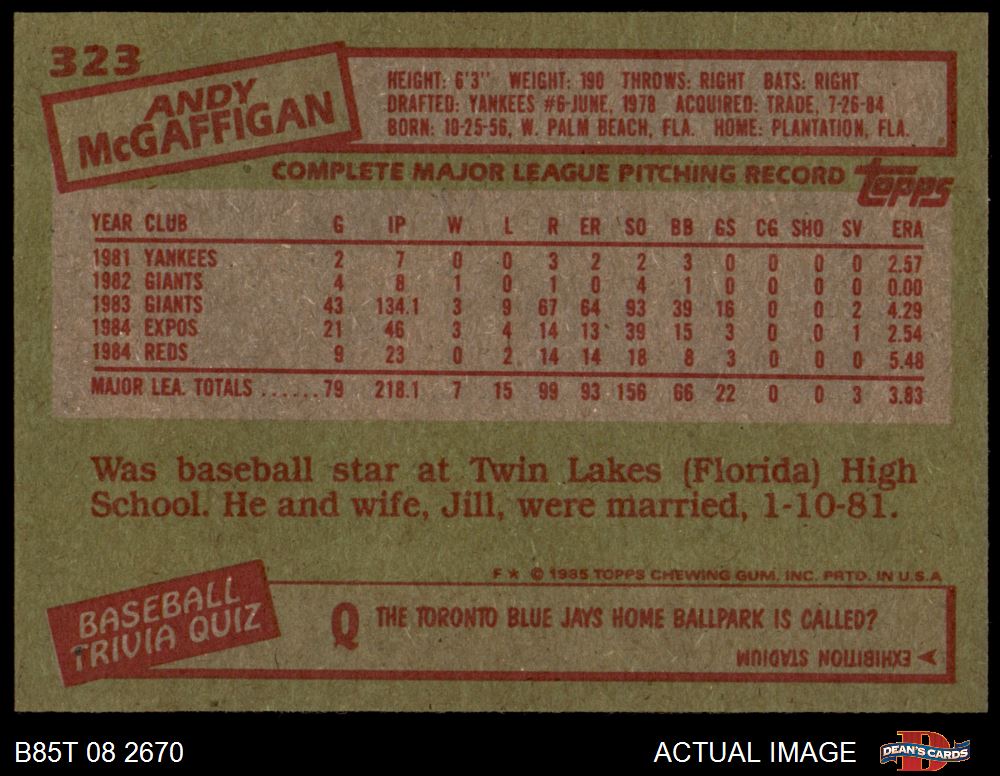 323
ANDY
McGAFFIGAN
HEIGHT: 6'3" WEIGHT: 190 THROWS: RIGHT BATS: RIGHT
DRAFTED: YANKEES #6-JUNE, 1978 ACQUIRED: TRADE, 7-26-84
BORN: 10-25-56, W. PALM BEACH, FLA. HOME: PLANTATION, FLA.
COMPLETE MAJOR LEAGUE PITCHING RECORD
topps
YEAR CLUB G IP W L R ER SO BB GS CG SHO SV ERA
1981 YANKEES 2 7 0 0 3 2 2 3 0 0 0 0 2.57
1982 GIANTS 4 8 1 0 1 0 4 1 0 0 0 0 0.00
1983 GIANTS 43 134.1 3 9 67 64 93 39 16 0 0 2 4.29
1984 EXPOS 21 46 3 4 14 13 39 15 3 0 0 1 2.54
1984 REDS 9 23 0 2 14 14 18 8 3 0 0 0 5.48
MAJOR LEA. TOTALS ...... 79 218.1 7 15 99 93 156 66 22 0 0 3 3.83
Was baseball star at Twin Lakes (Florida) High
School. He and wife, Jill, were married, 1-10-81.
F★ © 1985 TOPPS CHEWING GUM, INC. PRTD. IN U.S.A
BASEBALL
TRIVIA QUIZ
Q THE TORONTO BLUE JAYS HOME BALLPARK IS CALLED?
EXHIBITION STADIUM
B85T 08 2670
ACTUAL IMAGE
D
DEAN'S CARDS